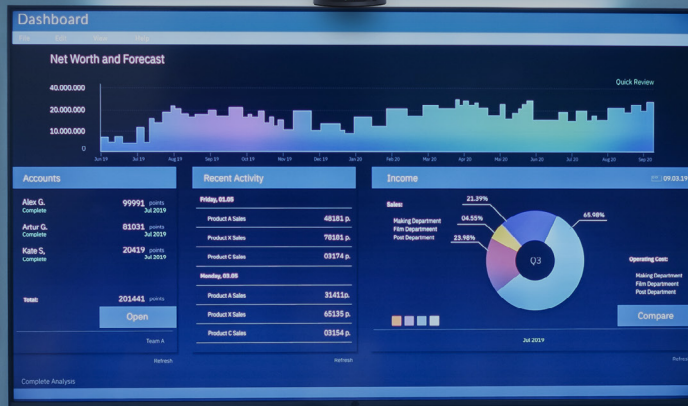 Dashboard
File Edit View Help
Net Worth and Forecast
Quick Review
40.000.000
20.000.000
10.000.000
0
Jun 19 Jul 19 Aug 19 Sep 19 Oct 19 Nov 19 Dec 19 Jan 20 Feb 20 Mar 20 Apr 20 May 20 Jun 20 Jul 20 Aug 20 Sep 20
Accounts
Alex G. 99991 points
Complete Jul 2019
Artur G. 81031 points
Complete Jul 2019
Kate S, 20419 points
Complete Jul 2019
Total: 201441 points
Open
Team A
Refresh
Recent Activity
Friday, 01.05
Product A Sales 48181 p.
Product X Sales 78181 p.
Product C Sales 03174 p.
Monday, 03.05
Product A Sales 31411p.
Product X Sales 65135 p.
Product C Sales 03154 p.
Refresh
Income 09.03.19
Sales:
Making Department
Film Department
Post Department
21.39%
04.55%
23.98%
65.98%
Q3
Operating Cost:
Making Department
Film Department
Post Department
Compare
Jul 2019
Complete Analysis